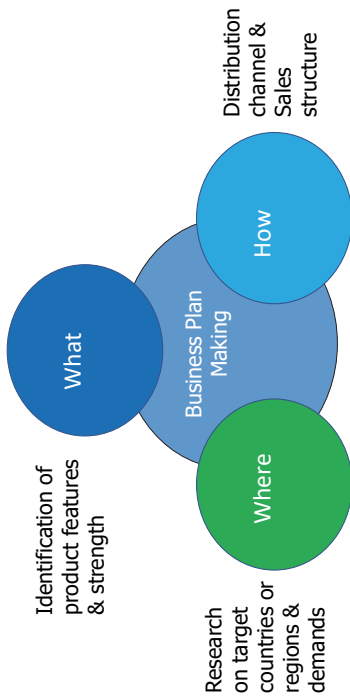 Identification of
product features
& strength
What
Business Plan
Making
Where
How
Research
on target
countries or
regions &
demands
Distribution
channel &
Sales
structure